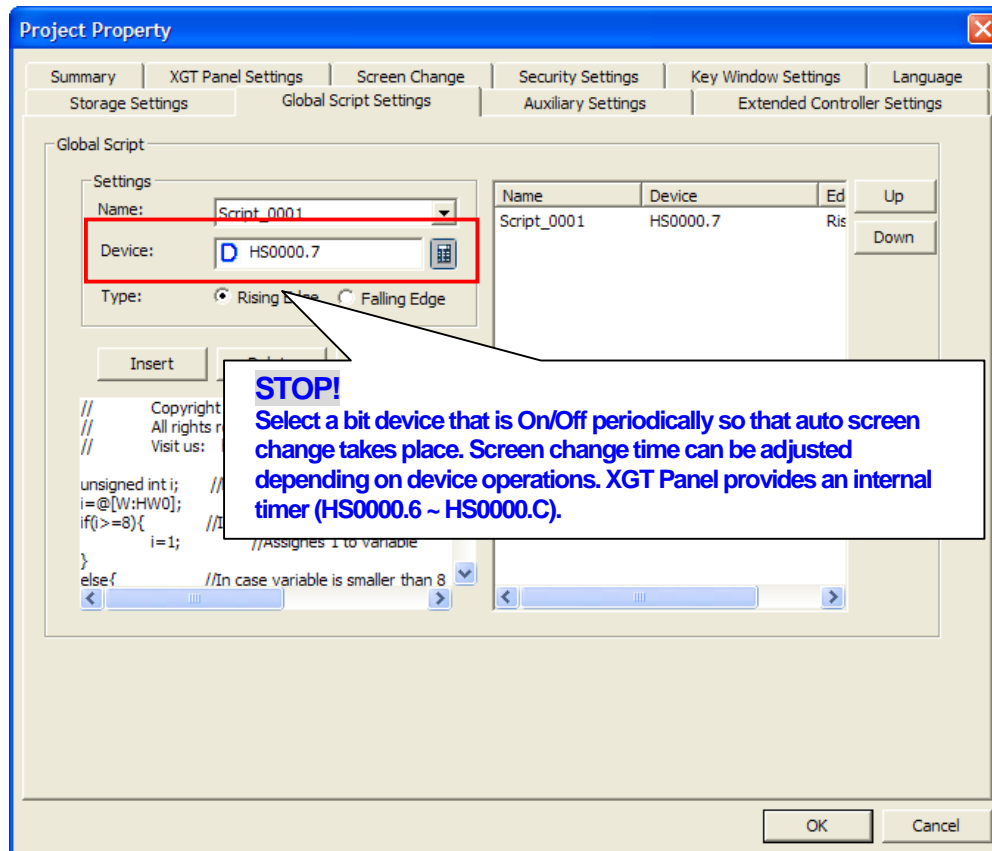 Project Property
Summary XGT Panel Settings Screen Change Security Settings Key Window Settings Language
Storage Settings Global Script Settings Auxiliary Settings Extended Controller Settings
Global Script
Settings
Name: Script_0001
Device: D HS0000.7
Type: Rising Edge Falling Edge
Insert
Name Device Ed
Script_0001 HS0000.7 Ris
Up
Down
STOP!
Select a bit device that is On/Off periodically so that auto screen
change takes place. Screen change time can be adjusted
depending on device operations. XGT Panel provides an internal
timer (HS0000.6 ~ HS0000.C).
// Copyright
// All rights r
// Visit us:
unsigned int i; //
i=@[W:HW0];
if(i>=8){ //I
i=1; //Assignes 1 to variable
}
else{ //In case variable is smaller than 8
OK Cancel